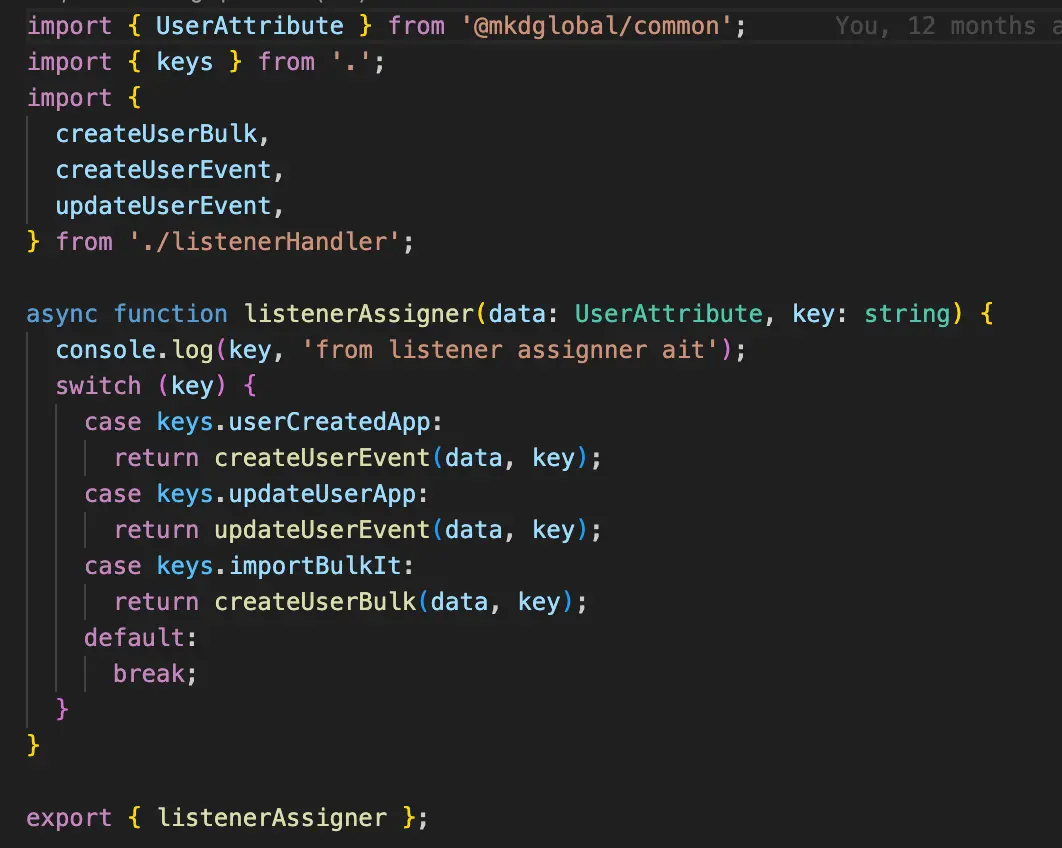 import { UserAttribute } from '@mkdglobal/common'; You, 12 months a
import { keys } from '.';
import {
  createUserBulk,
  createUserEvent,
  updateUserEvent,
} from './listenerHandler';

async function listenerAssigner(data: UserAttribute, key: string) {
  console.log(key, 'from listener assignner ait');
  switch (key) {
    case keys.userCreatedApp:
      return createUserEvent(data, key);
    case keys.updateUserApp:
      return updateUserEvent(data, key);
    case keys.importBulkIt:
      return createUserBulk(data, key);
    default:
      break;
  }
}

export { listenerAssigner };